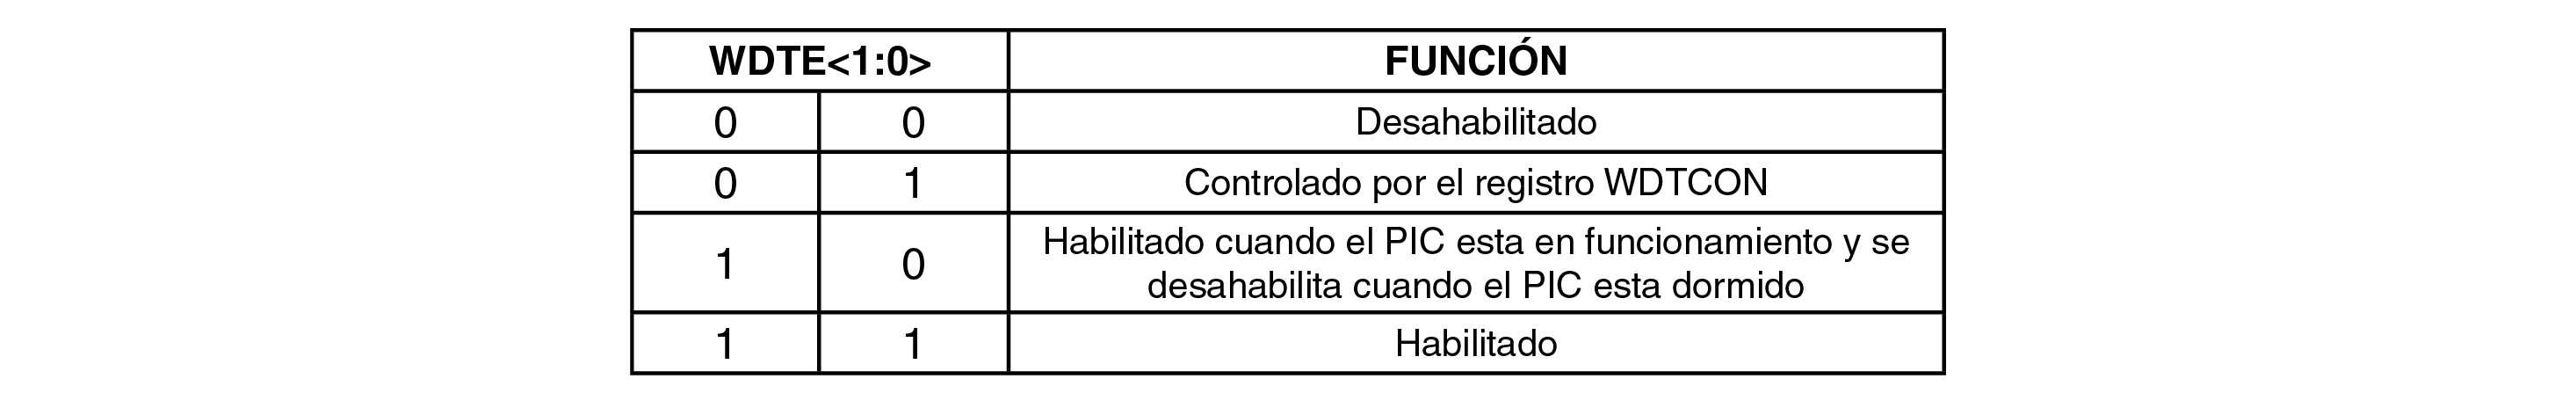 WDTE<1:0> FUNCIÓN
0 0 Desahabilitado
0 1 Controlado por el registro WDTCON
1 0 Habilitado cuando el PIC esta en funcionamiento y se
desahabilita cuando el PIC esta dormido
1 1 Habilitado